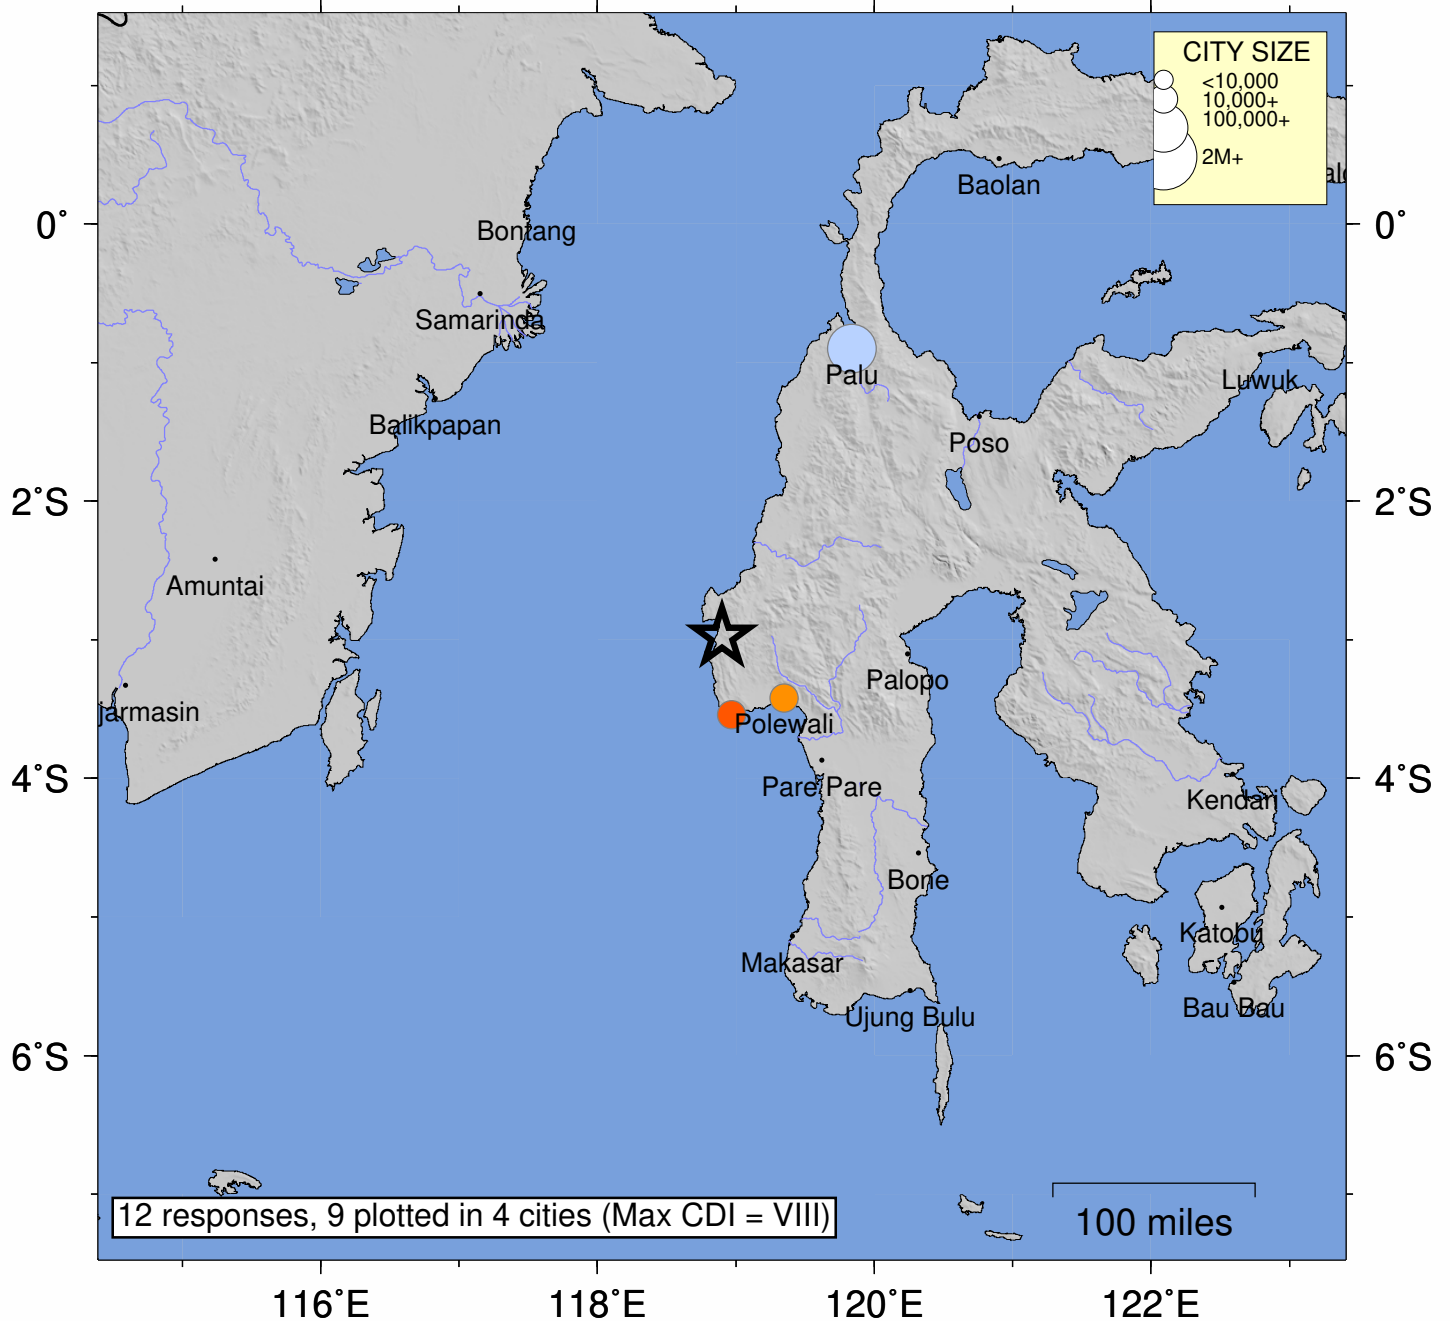 CITY SIZE
<10,000
10,000+
100,000+
2M+
Baolan
0˚
0˚
Bontang
Samarinda
Palu
Luwuk
Balikpapan
Poso
2˚S
2˚S
Amuntai
Palopo
jarmasin
Polewali
4˚S
4˚S
Pare Pare
Kendari
Bone
Katobu
Makasar
Bau Bau
Ujung Bulu
6˚S
6˚S
12 responses, 9 plotted in 4 cities (Max CDI = VIII)
100 miles
116˚E
118˚E
120˚E
122˚E